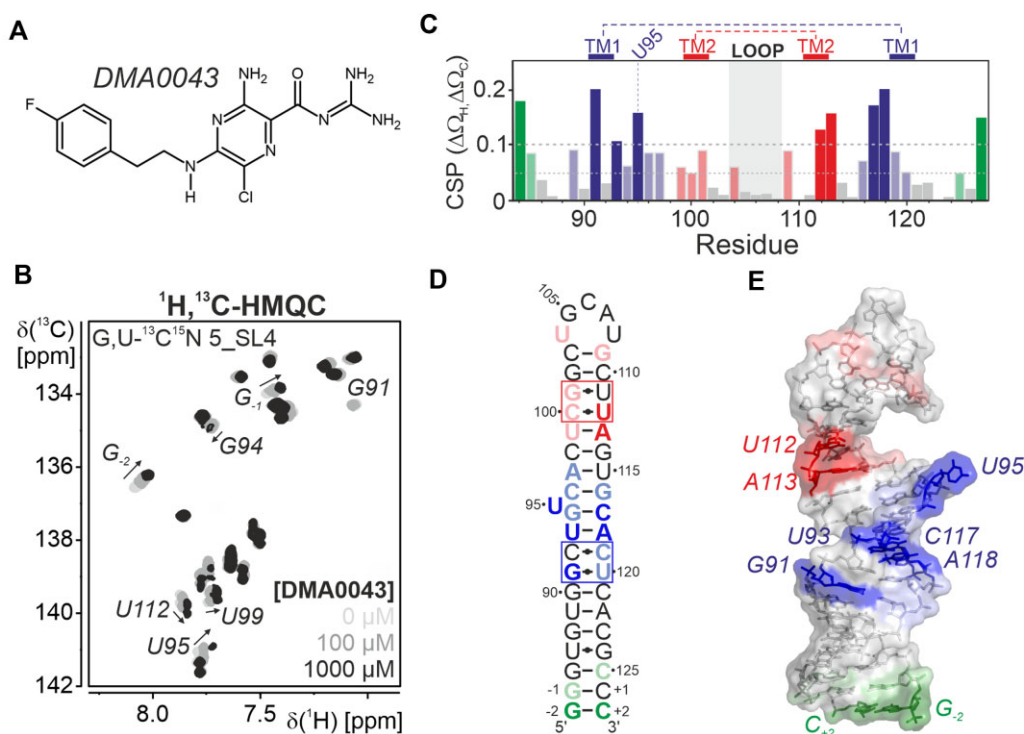 A
DMA0043
F
N
H
Cl
N
N
NH₂
O
N
NH₂
NH₂
B
¹H,¹³C-HMQC
δ(¹³C)
[ppm]
G,U-¹³C¹⁵N 5_SL4
G₋₁
G91
G94
G₋₂
U112
U99
U95
[DMA0043]
0 µM
100 µM
1000 µM
134
136
138
140
142
8.0
7.5
δ(¹H) [ppm]
C
TM1
U95
TM2
LOOP
TM2
TM1
CSP (ΔΩH, ΔΩC)
0.2
0.1
0
90
100
110
120
Residue
D
C
105 G A
U U
C G
G C 110
G U
100 C U
U A
C G
A U 115
C G
95 U
G C
U A
C C
G U 120
90 G C
U A
G C
U G
G C 125
-1 G C +1
-2 G C +2
5' 3'
E
U112
A113
U95
U93
C117
G91
A118
G₋₂
C₊₂